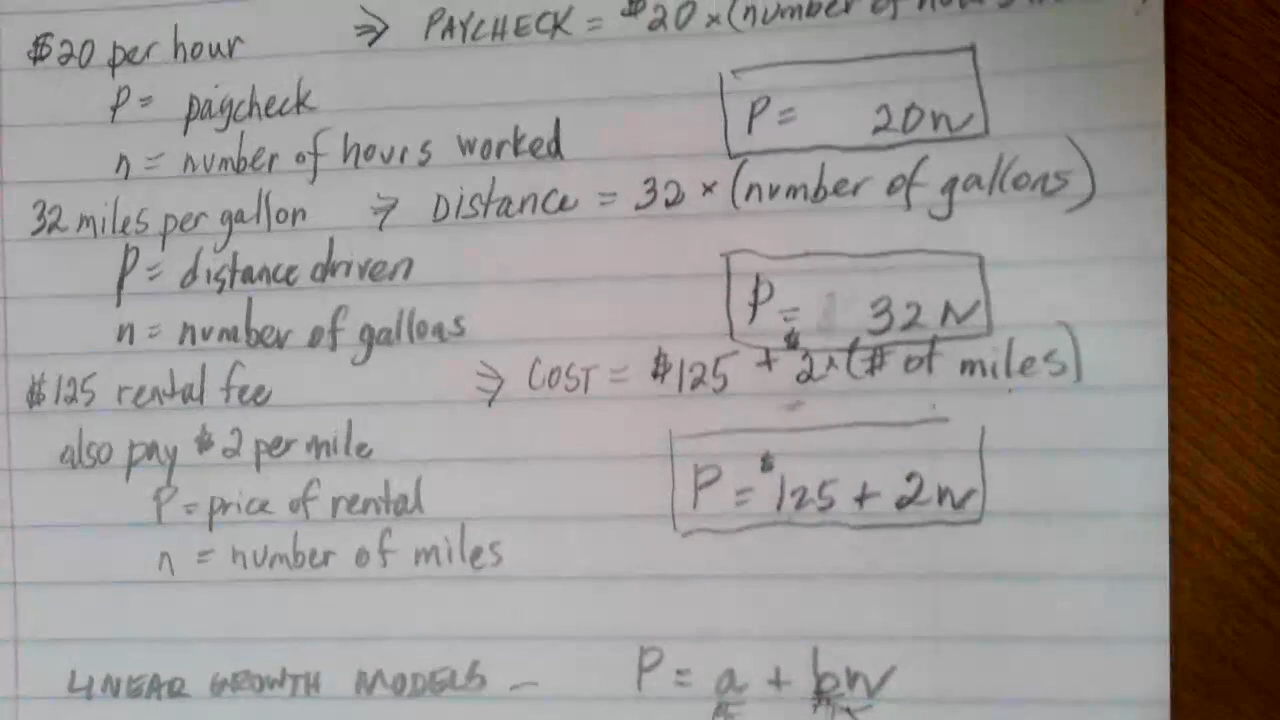 $20 per hour ⇒ PAYCHECK = $20 × (number of
P = paycheck
P = 20n
n = number of hours worked
32 miles per gallon ⇒ Distance = 32 × (number of gallons)
P = distance driven
P = 32n
n = number of gallons
$125 rental fee ⇒ COST = $125 + $2 × (# of miles)
also pay $2 per mile
P = $125 + 2n
P = price of rental
n = number of miles
LINEAR GROWTH MODELS – P = a + bn